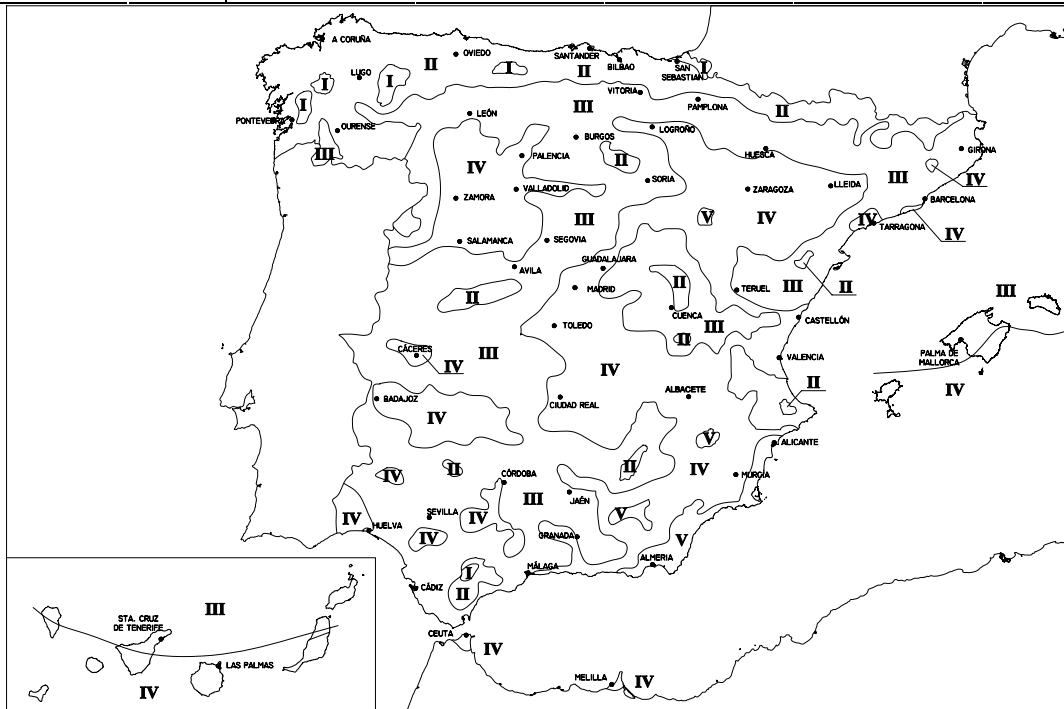 A CORUÑA
OVIEDO
SANTANDER
BILBAO
SAN
SEBASTIAN
I
II
I
II
LUGO
I
I
VITORIA
PAMPLONA
II
I
III
PONTEVEDRA
OURENSE
LEÓN
LOGROÑO
BURGOS
III
PALENCIA
II
HUESCA
GIRONA
IV
III
IV
SORIA
ZAMORA
VALLADOLID
ZARAGOZA
LLEIDA
BARCELONA
III
V
IV
IV
TARRAGONA
IV
SALAMANCA
SEGOVIA
GUADALAJARA
AVILA
II
MADRID
II
TERUEL
III
II
III
CUENCA
CASTELLÓN
TOLEDO
III
II
CÁCERES
III
IV
VALENCIA
PALMA DE
MALLORCA
IV
IV
II
BADAJOZ
CIUDAD REAL
ALBACETE
IV
V
ALICANTE
IV
II
II
IV
MURCIA
CÓRDOBA
JAÉN
III
SEVILLA
IV
IV
V
HUELVA
IV
GRANADA
V
ALMERIA
MÁLAGA
I
CÁDIZ
II
CEUTA
IV
MELILLA
IV
III
STA. CRUZ
DE TENERIFE
LAS PALMAS
IV